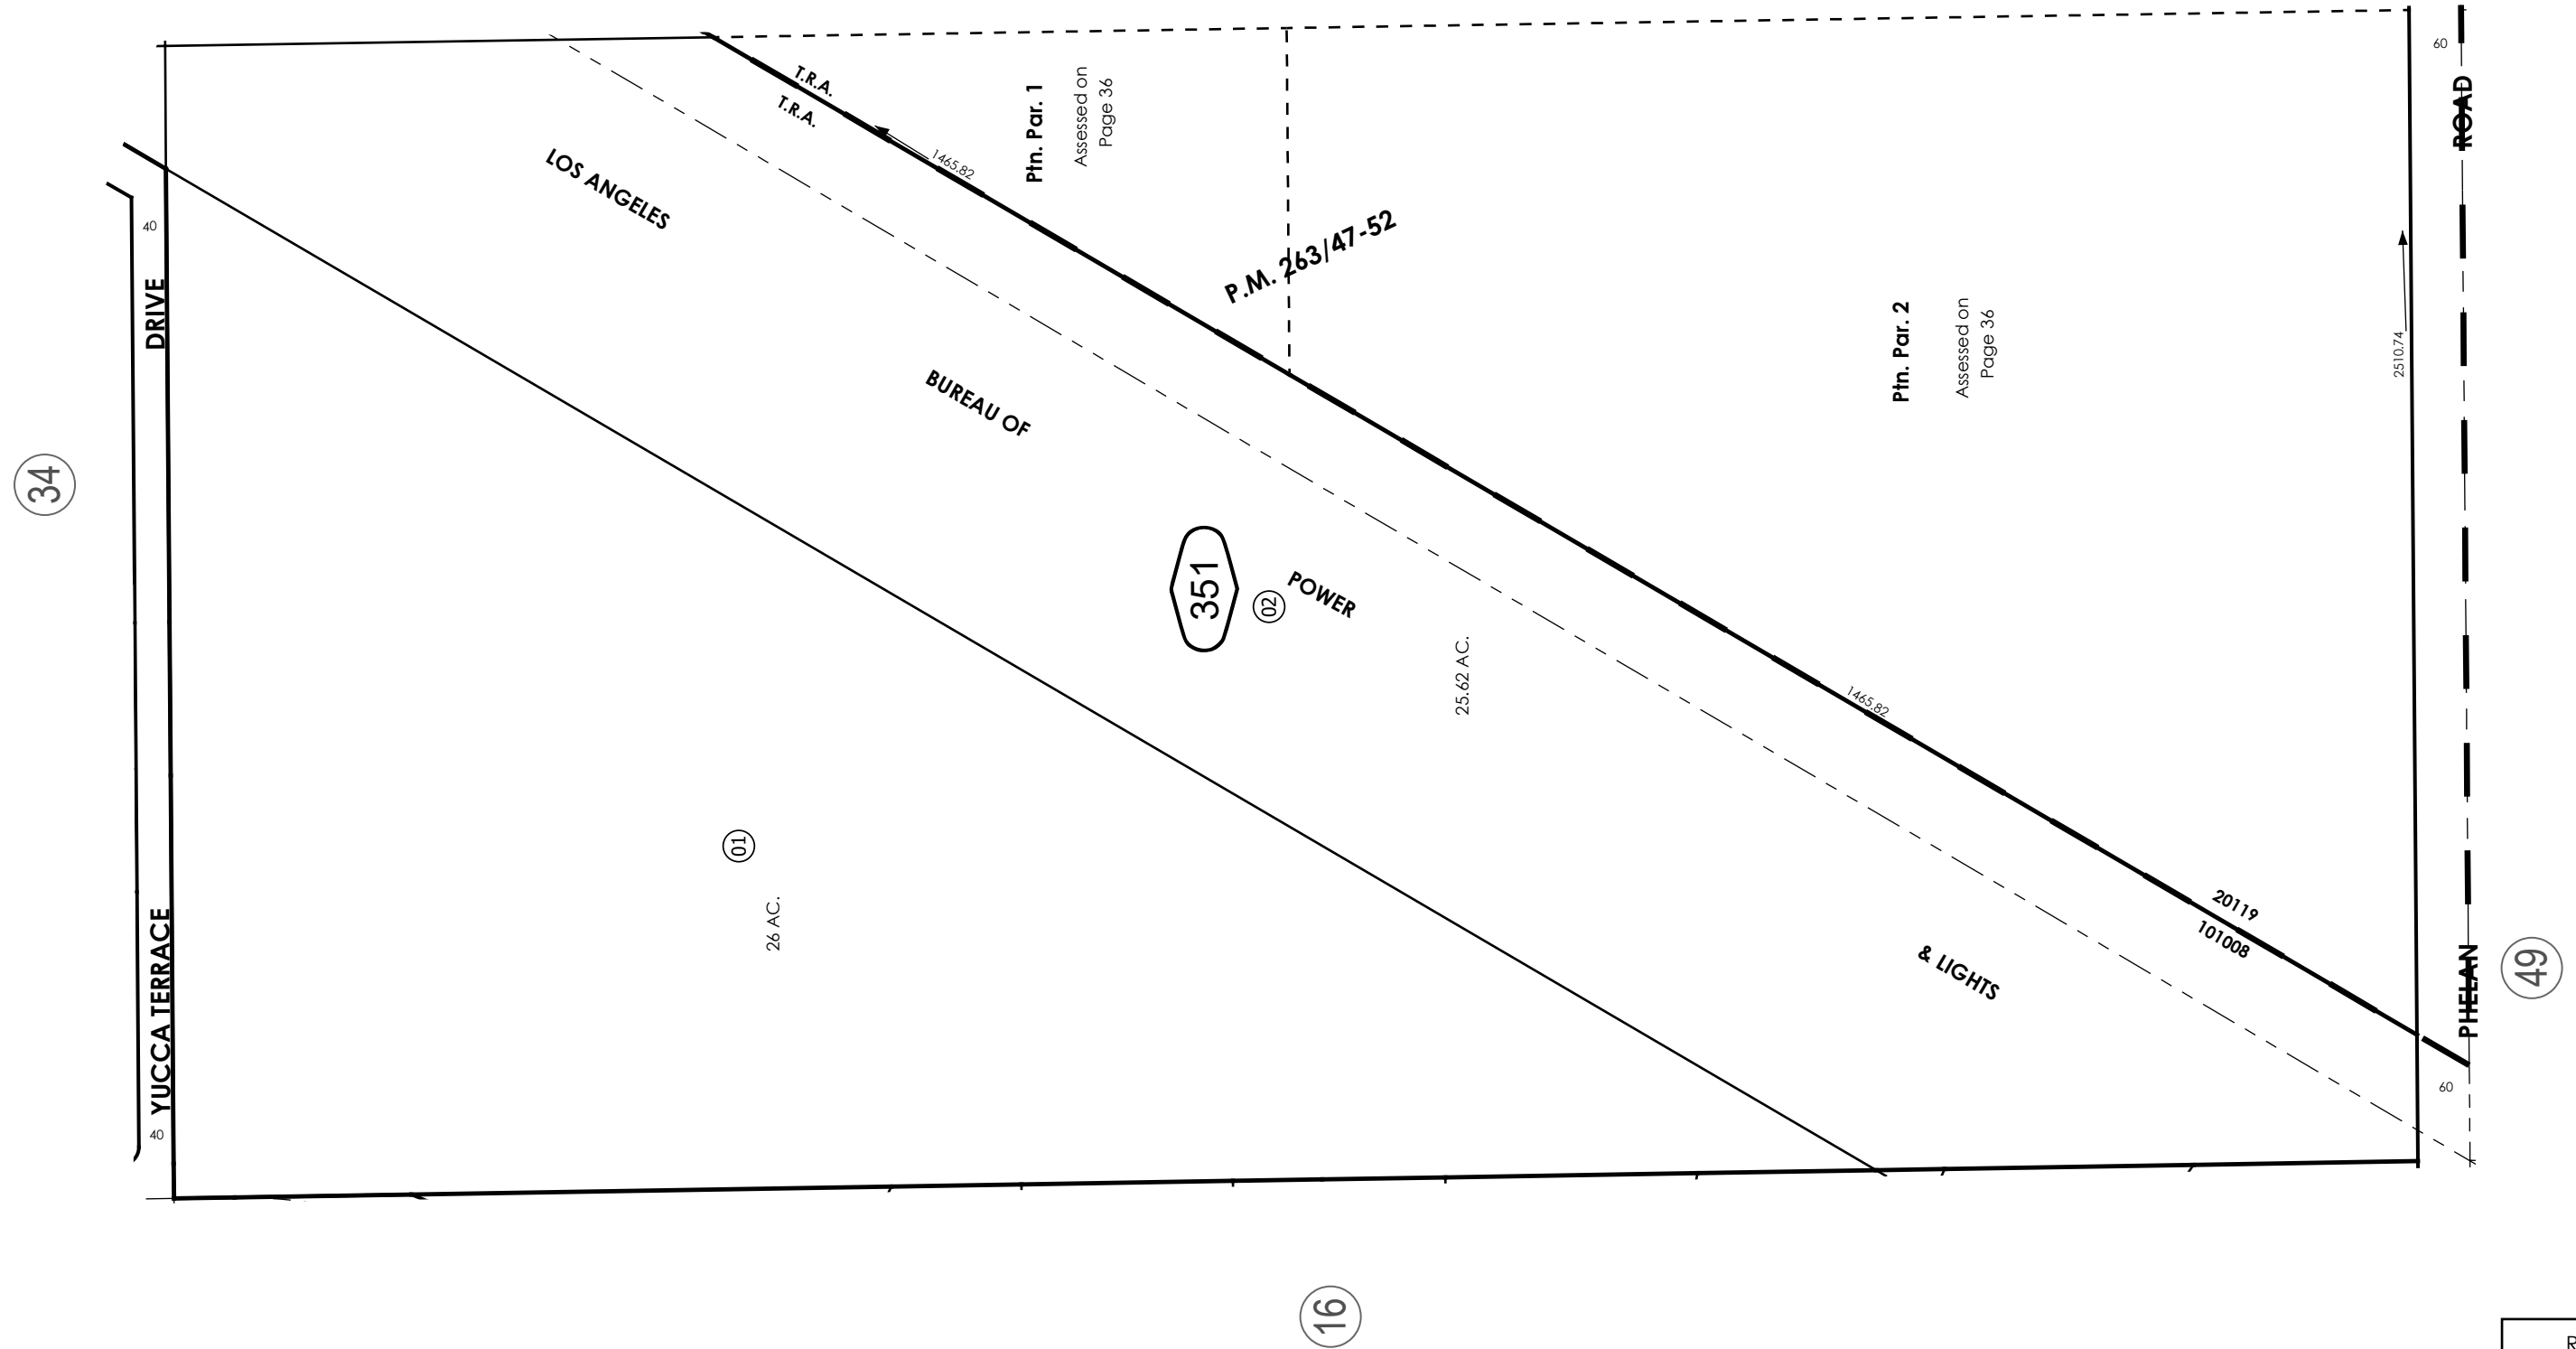 60
ROAD
T.R.A.
T.R.A.
Ptn. Par. 1
Assessed on
Page 36
1465.82
LOS ANGELES
40
DRIVE
P.M. 263/47-52
Ptn. Par. 2
Assessed on
Page 36
2510.74
BUREAU OF
34
351
02
POWER
25.62 AC.
1465.82
01
26 AC.
20119
101008
& LIGHTS
YUCCA TERRACE
40
PHELAN
49
60
16
R